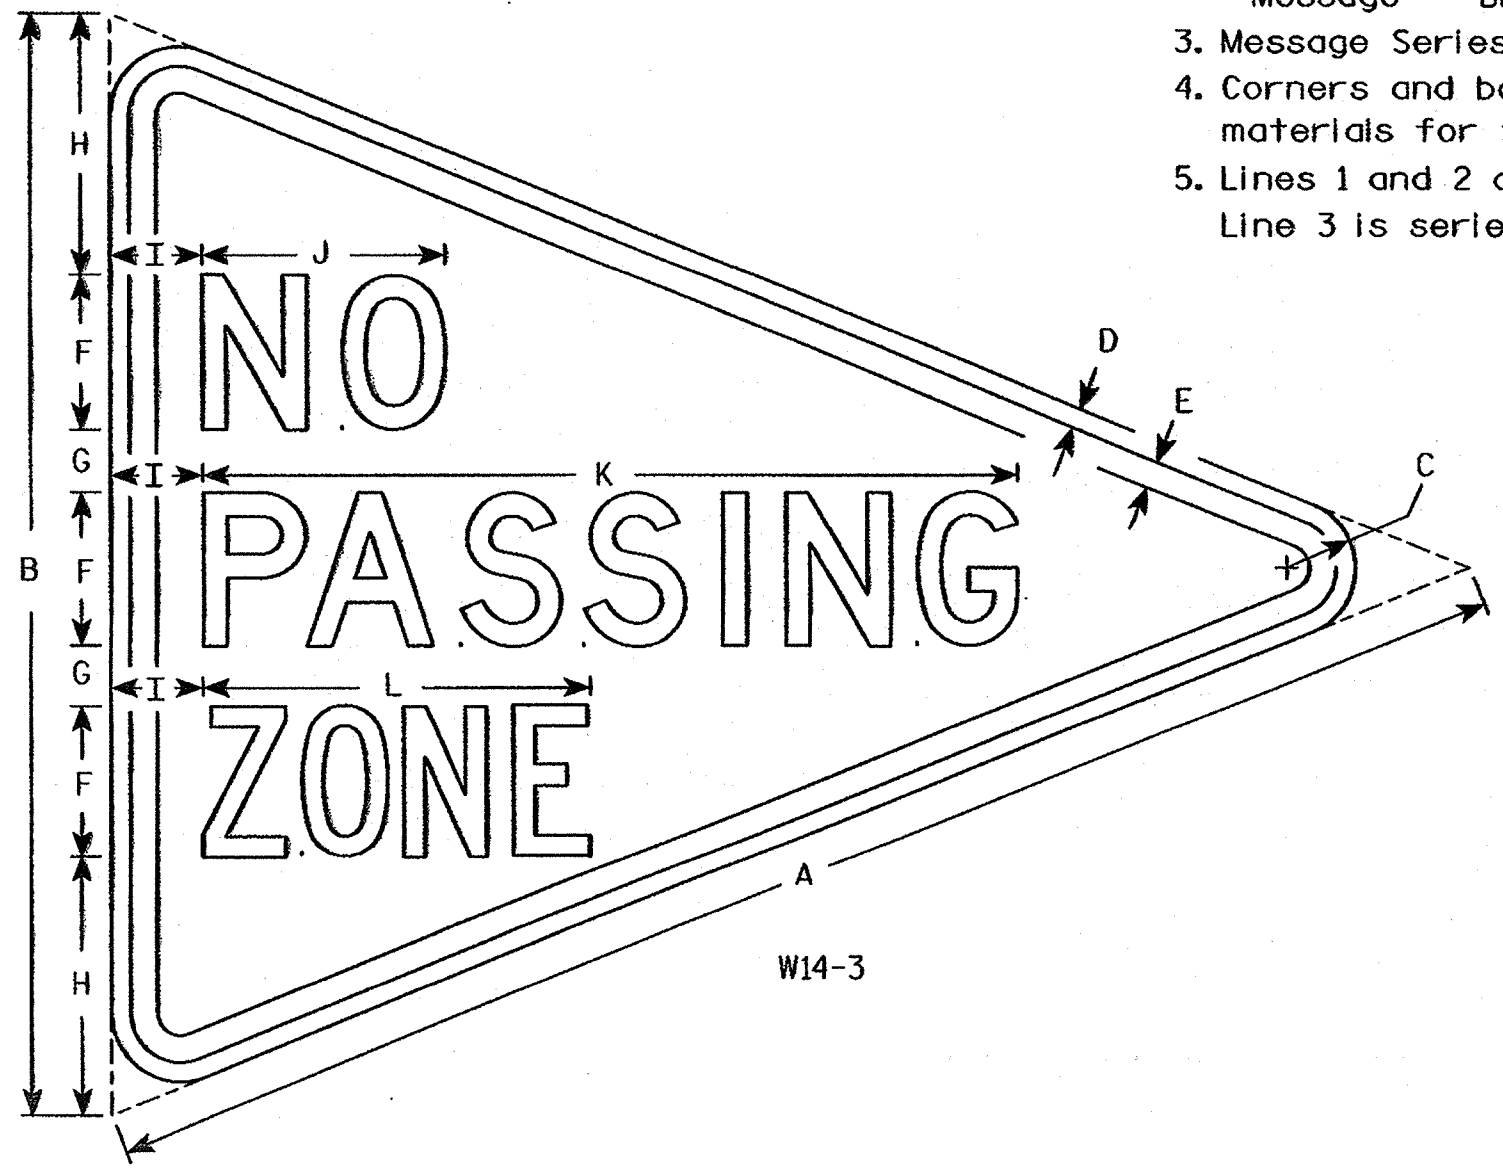 Message
3. Message Series
4. Corners and
materials for
5. Lines 1 and 2
Line 3 is
H
I J
NO
F
D
E
G
I K
C
PASSING
B F
G
I L
ZONE
F
A
H
W14-3